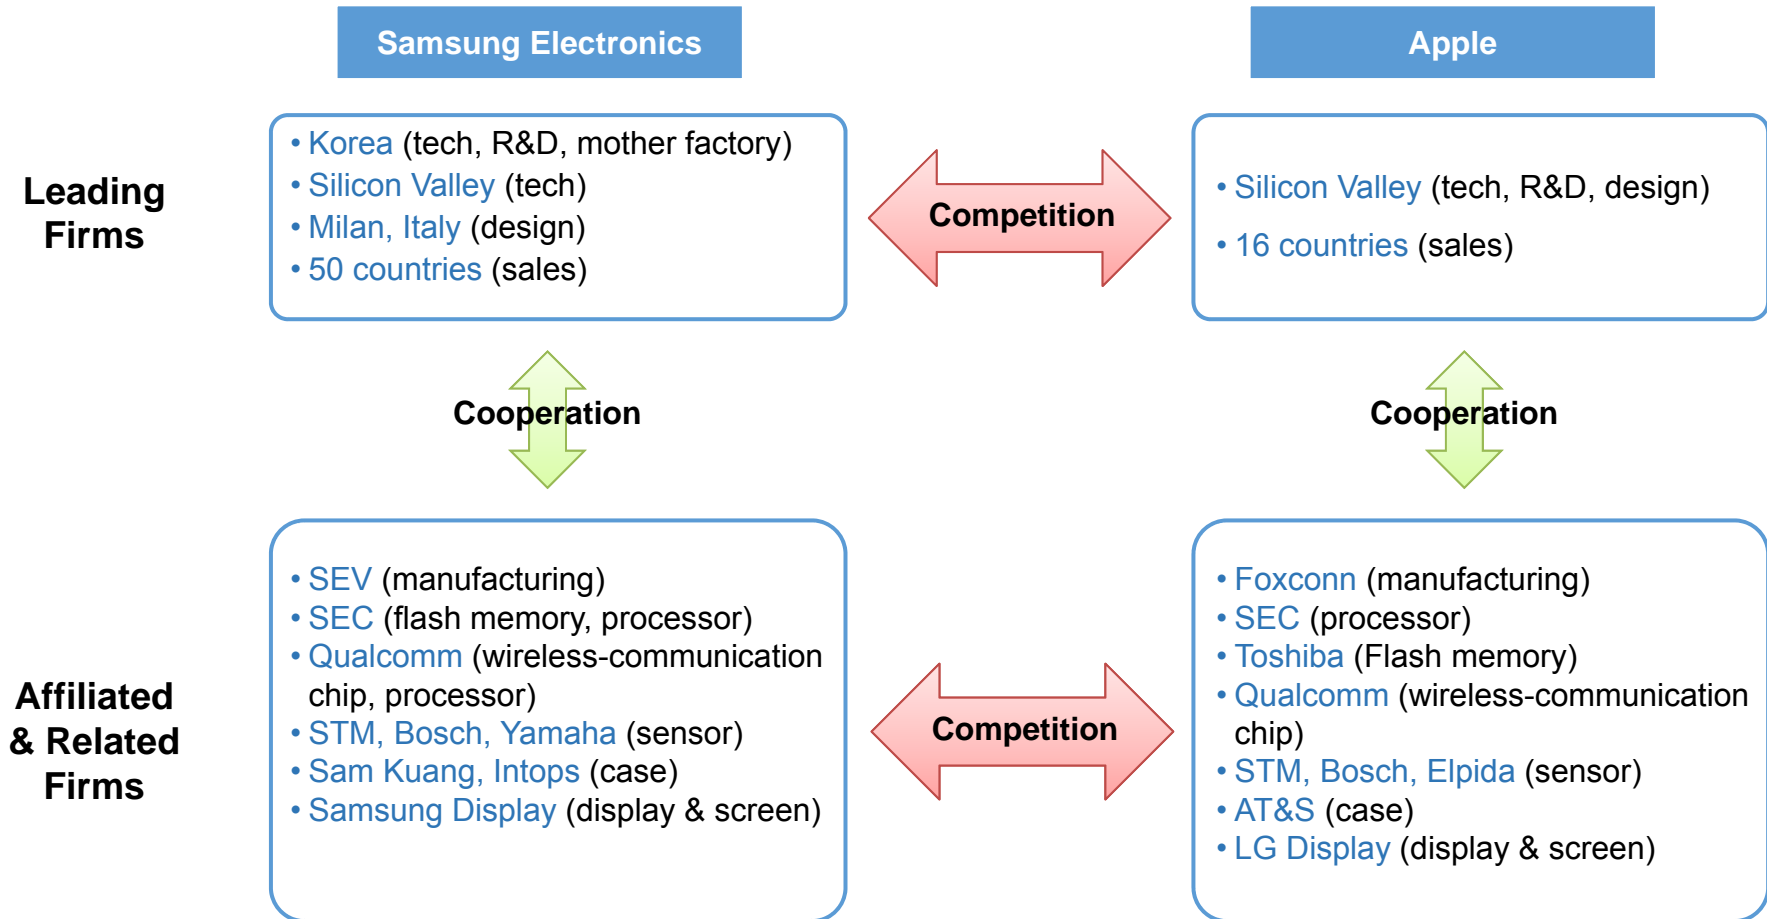 Samsung Electronics
Apple
Leading
Firms
• Korea (tech, R&D, mother factory)
• Silicon Valley (tech)
• Milan, Italy (design)
• 50 countries (sales)
Competition
• Silicon Valley (tech, R&D, design)
• 16 countries (sales)
Cooperation
Cooperation
Affiliated
& Related
Firms
• SEV (manufacturing)
• SEC (flash memory, processor)
• Qualcomm (wireless-communication
chip, processor)
• STM, Bosch, Yamaha (sensor)
• Sam Kuang, Intops (case)
• Samsung Display (display & screen)
Competition
• Foxconn (manufacturing)
• SEC (processor)
• Toshiba (Flash memory)
• Qualcomm (wireless-communication
chip)
• STM, Bosch, Elpida (sensor)
• AT&S (case)
• LG Display (display & screen)